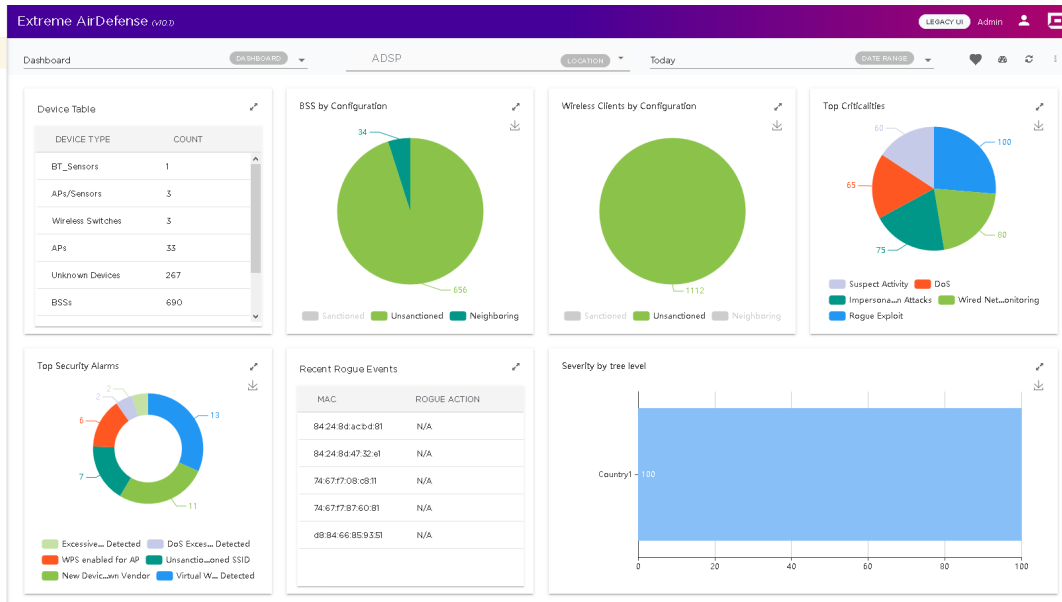 Extreme AirDefense (v10.1)
LEGACY UI Admin
Dashboard DASHBOARD ADSP LOCATION Today DATE RANGE
Device Table
DEVICE TYPE COUNT
BT_Sensors 1
APs/Sensors 3
Wireless Switches 3
APs 33
Unknown Devices 267
BSSs 690
BSS by Configuration
34
656
Sanctioned Unsanctioned Neighboring
Wireless Clients by Configuration
1112
Sanctioned Unsanctioned Neighboring
Top Criticalities
60
100
65
80
75
Suspect Activity DoS
Impersona...n Attacks Wired Net...onitoring
Rogue Exploit
Top Security Alarms
2
2
13
6
7
11
Excessive... Detected DoS Exces... Detected
WPS enabled for AP Unsanctio...oned SSID
New Devic...wn Vendor Virtual W... Detected
Recent Rogue Events
MAC ROGUE ACTION
84:24:8d:ac:bd:81 N/A
84:24:8d:47:32:e1 N/A
74:67:f7:08:c8:11 N/A
74:67:f7:87:60:81 N/A
d8:84:66:85:93:51 N/A
Severity by tree level
Country1 100
0 20 40 60 80 100